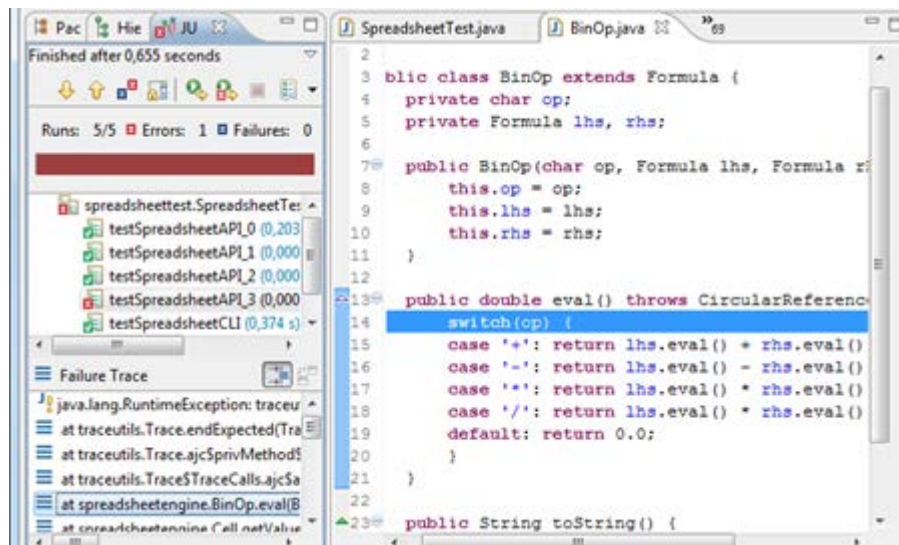 Pac Hie JU
Finished after 0,655 seconds
Runs: 5/5 Errors: 1 Failures: 0
spreadsheettest.SpreadsheetTes
testSpreadsheetAPI_0 (0,203
testSpreadsheetAPI_1 (0,000
testSpreadsheetAPI_2 (0,000
testSpreadsheetAPI_3 (0,000
testSpreadsheetCLI (0,374 s)
Failure Trace
java.lang.RuntimeException: traceu
at traceutils.Trace.endExpected(Tra
at traceutils.Trace.ajc$privMethod$
at traceutils.Trace$TraceCalls.ajc$a
at spreadsheetengine.BinOp.eval(B
at spreadsheetengine.Cell.getValue
SpreadsheetTest.java BinOp.java »69
2
3 blic class BinOp extends Formula {
4 private char op;
5 private Formula lhs, rhs;
6
7 public BinOp(char op, Formula lhs, Formula r
8 this.op = op;
9 this.lhs = lhs;
10 this.rhs = rhs;
11 }
12
13 public double eval() throws CircularReference
14 switch(op) {
15 case '+': return lhs.eval() + rhs.eval()
16 case '-': return lhs.eval() - rhs.eval()
17 case '*': return lhs.eval() * rhs.eval()
18 case '/': return lhs.eval() * rhs.eval()
19 default: return 0.0;
20 }
21 }
22
23 public String toString() {